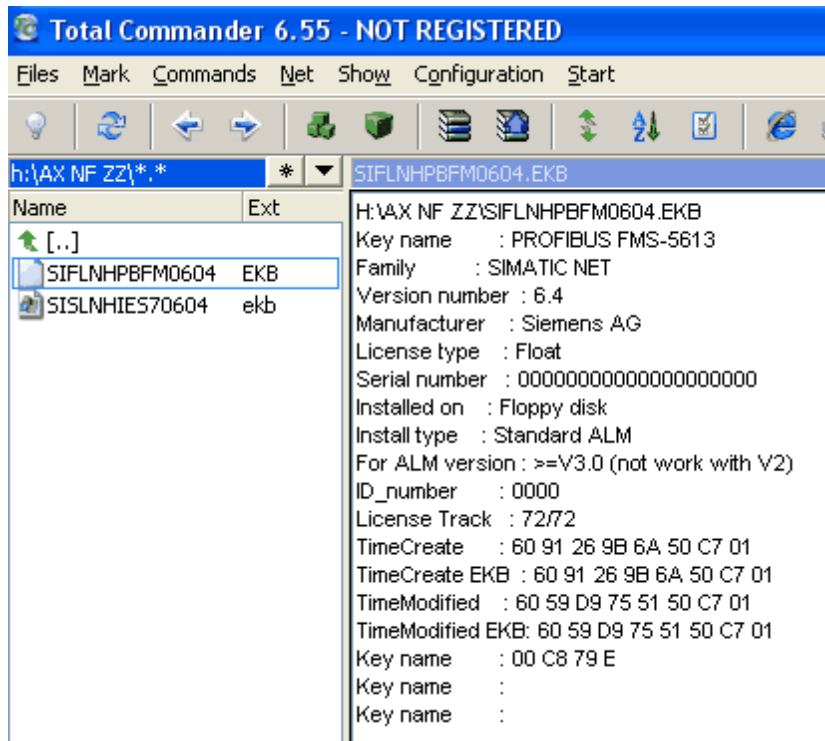 Total Commander 6.55 - NOT REGISTERED
Files Mark Commands Net Show Configuration Start
h:\AX NF ZZ\*.* * SIFLNHPBFM0604.EKB
Name Ext
[..]
SIFLNHPBFM0604 EKB
SISLNHIES70604 ekb
H:\AX NF ZZ\SIFLNHPBFM0604.EKB
Key name : PROFIBUS FMS-5613
Family : SIMATIC NET
Version number : 6.4
Manufacturer : Siemens AG
License type : Float
Serial number : 00000000000000000000
Installed on : Floppy disk
Install type : Standard ALM
For ALM version : >=V3.0 (not work with V2)
ID_number : 0000
License Track : 72/72
TimeCreate : 60 91 26 9B 6A 50 C7 01
TimeCreate EKB : 60 91 26 9B 6A 50 C7 01
TimeModified : 60 59 D9 75 51 50 C7 01
TimeModified EKB: 60 59 D9 75 51 50 C7 01
Key name : 00 C8 79 E
Key name :
Key name :